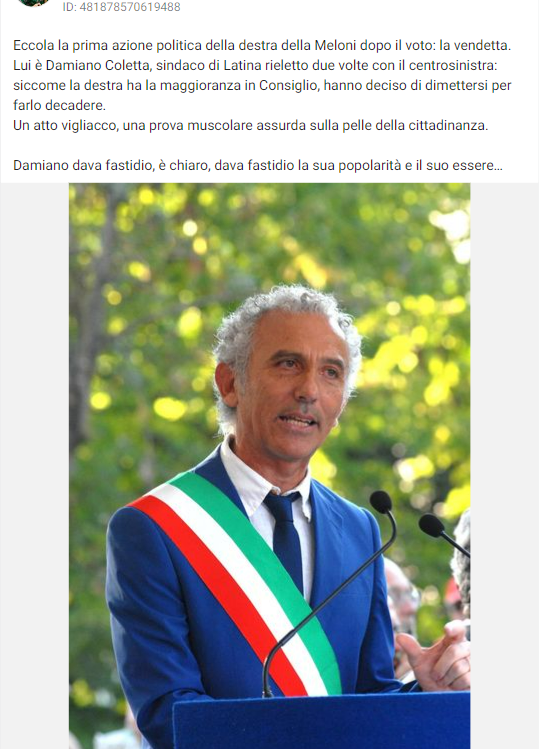 ID: 481878570619488
Eccola la prima azione politica della destra della Meloni dopo il voto: la vendetta.
Lui è Damiano Coletta, sindaco di Latina rieletto due volte con il centrosinistra:
siccome la destra ha la maggioranza in Consiglio, hanno deciso di dimettersi per
farlo decadere.
Un atto vigliacco, una prova muscolare assurda sulla pelle della cittadinanza.
Damiano dava fastidio, è chiaro, dava fastidio la sua popolarità e il suo essere...